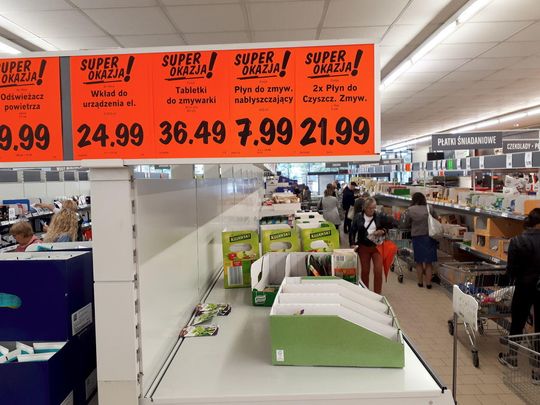 SUPER
OKAZJA!
Odświeżacz
powietrza
9.99
SUPER
OKAZJA!
Wkład do
urządzenia el.
24.99
SUPER
OKAZJA!
Tabletki
do zmywarki
36.49
SUPER
OKAZJA!
Płyn do zmyw.
nabłyszczający
7.99
SUPER
OKAZJA!
2x Płyn do
Czyszcz. Zmyw.
21.99
PŁATKI ŚNIADANIOWE
CZEKOLADY
KUJAWSKI